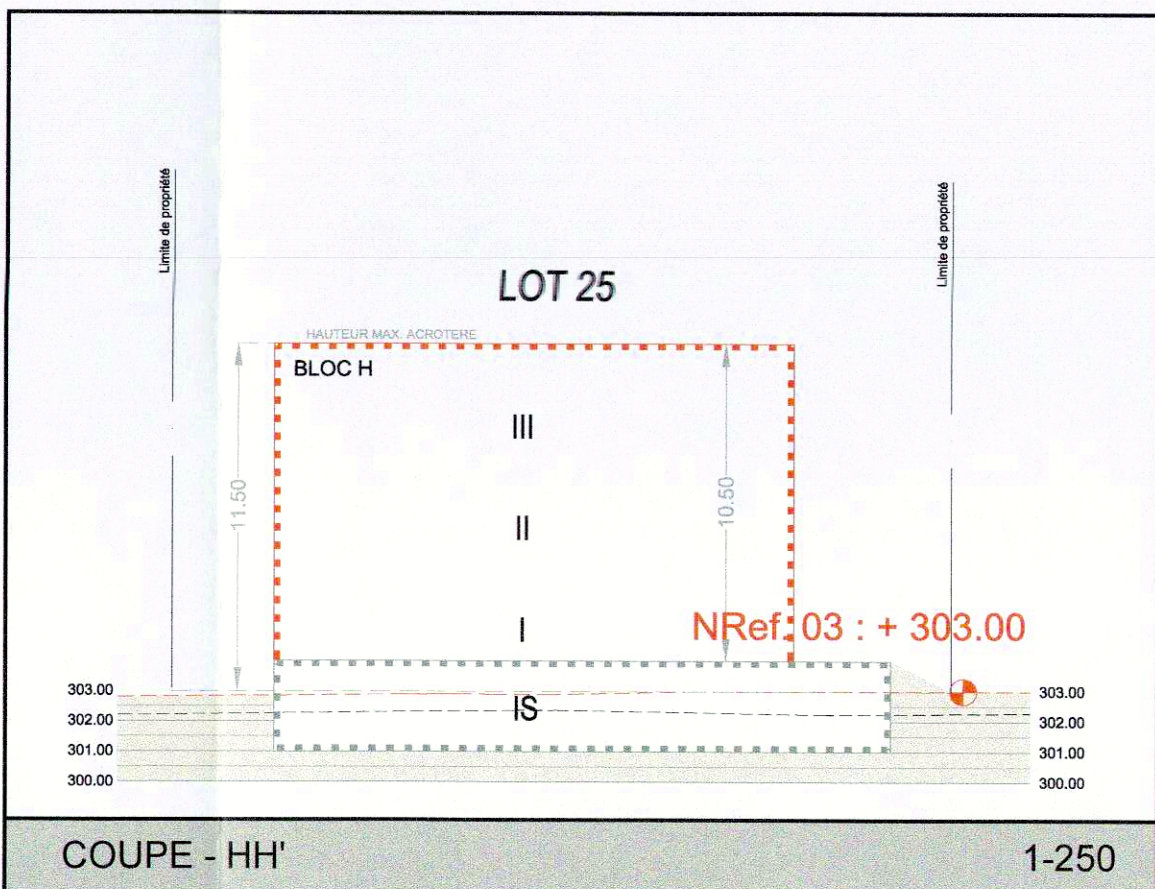 Limite de propriété
Limite de propriété
LOT 25
HAUTEUR MAX. ACROTERE
BLOC H
III
11.50
10.50
II
I
NRef. 03 : + 303.00
303.00
303.00
IS
302.00
302.00
301.00
301.00
300.00
300.00
COUPE - HH'
1-250